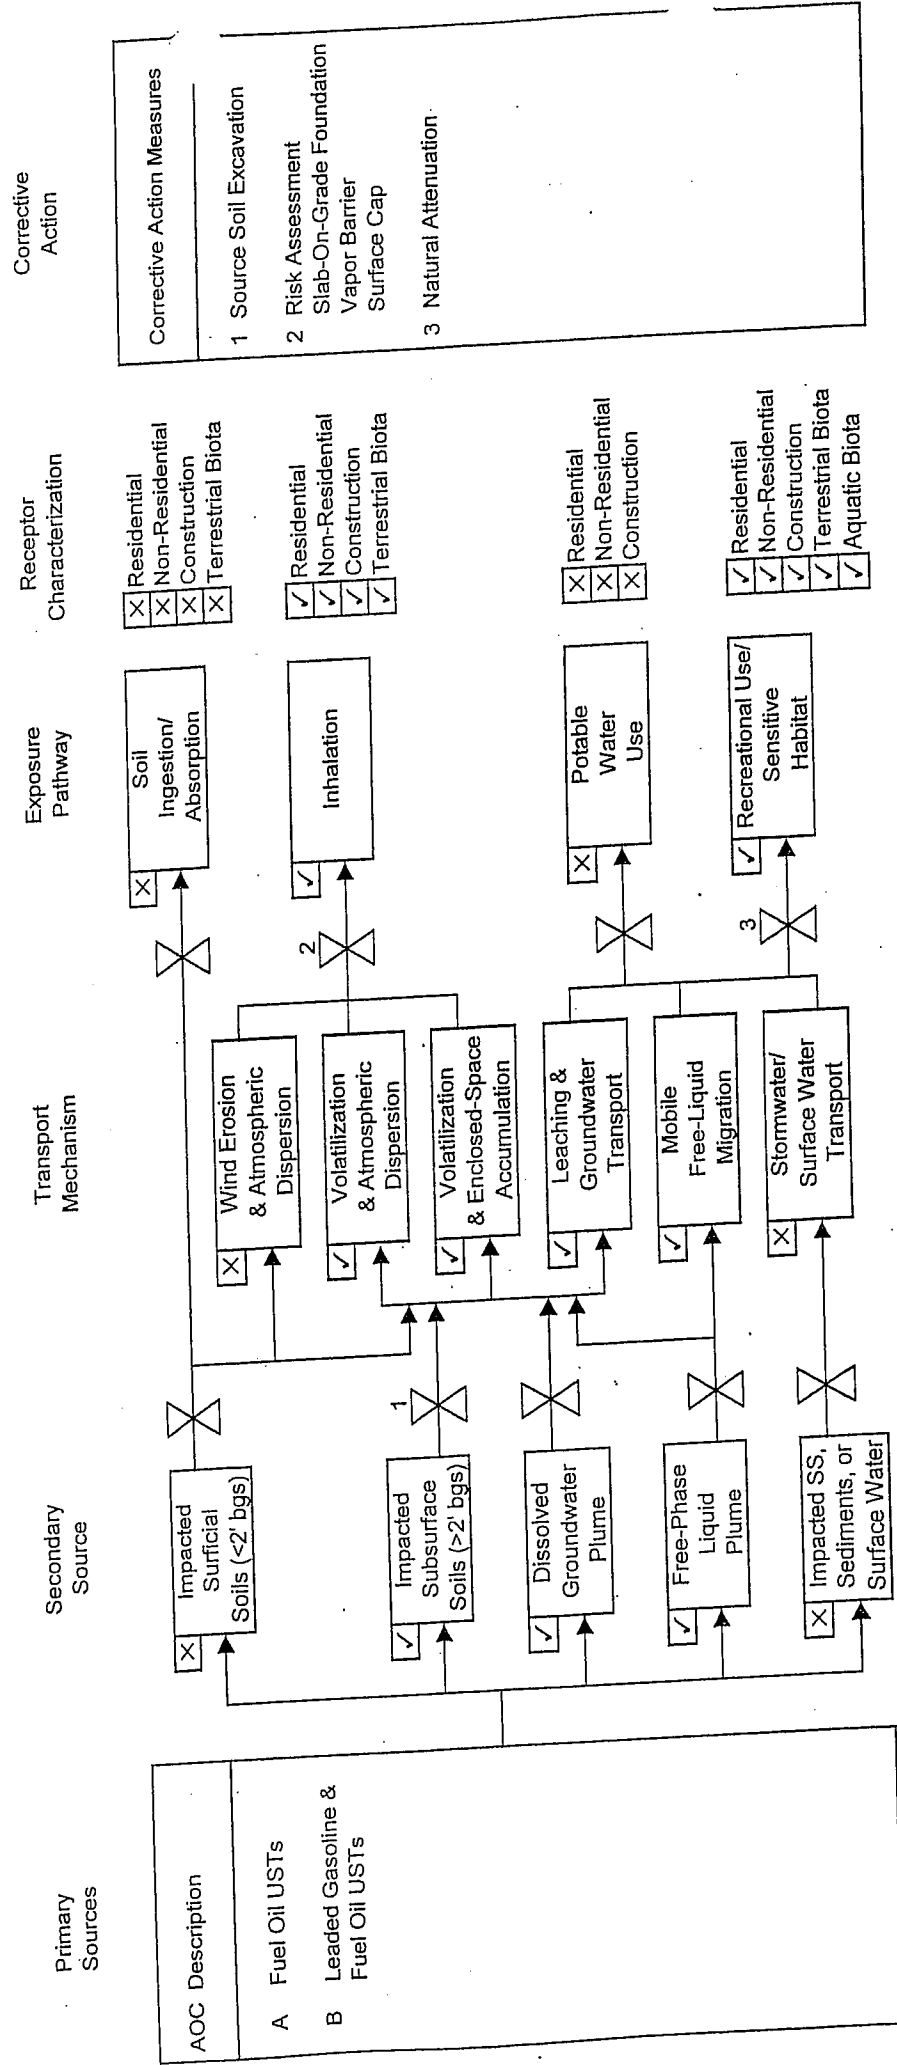 Primary
Sources
Secondary
Source
Transport
Mechanism
Exposure
Pathway
Receptor
Characterization
Corrective
Action
AOC Description
A Fuel Oil USTs
B Leaded Gasoline &
Fuel Oil USTs
Impacted
Surficial
Soils (<2' bgs)
Impacted
Subsurface
Soils (>2' bgs)
1
Dissolved
Groundwater
Plume
Free-Phase
Liquid
Plume
Impacted SS,
Sediments, or
Surface Water
Wind Erosion
& Atmospheric
Dispersion
Volatilization
& Atmospheric
Dispersion
Volatilization
& Enclosed-Space
Accumulation
Leaching &
Groundwater
Transport
Mobile
Free-Liquid
Migration
Stormwater/
Surface Water
Transport
Soil
Ingestion/
Absorption
2
Inhalation
Potable
Water
Use
3
Recreational Use/
Sensitive
Habitat
Residential
Non-Residential
Construction
Terrestrial Biota
Residential
Non-Residential
Construction
Terrestrial Biota
Residential
Non-Residential
Construction
Residential
Non-Residential
Construction
Terrestrial Biota
Aquatic Biota
Corrective Action Measures
1 Source Soil Excavation
2 Risk Assessment
Slab-On-Grade Foundation
Vapor Barrier
Surface Cap
3 Natural Attenuation